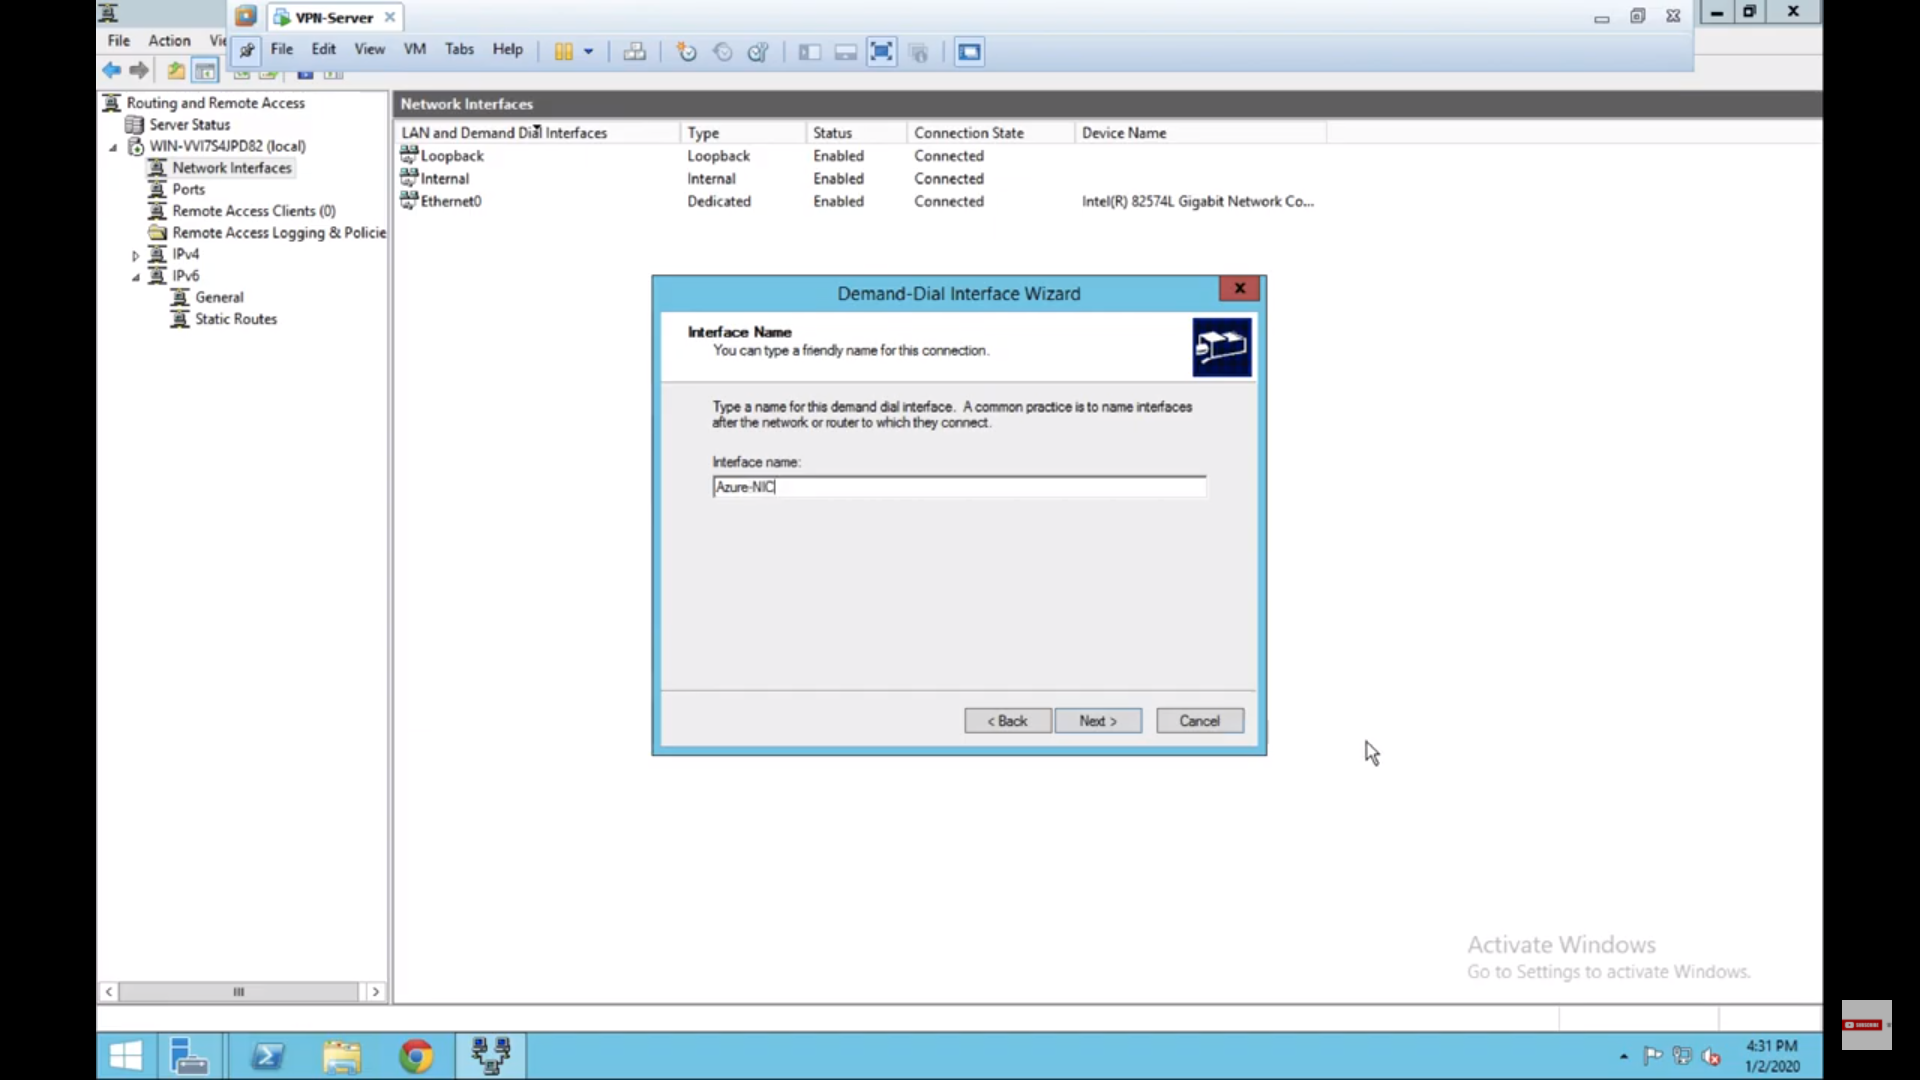 VPN-Server
File Action Vi
File Edit View VM Tabs Help
Routing and Remote Access
Server Status
WIN-VVI7S4JPD82 (local)
Network Interfaces
Ports
Remote Access Clients (0)
Remote Access Logging & Policie
IPv4
IPv6
General
Static Routes
Network Interfaces
LAN and Demand Dial Interfaces Type Status Connection State Device Name
Loopback Loopback Enabled Connected
Internal Internal Enabled Connected
Ethernet0 Dedicated Enabled Connected Intel(R) 82574L Gigabit Network Co...
Demand-Dial Interface Wizard
Interface Name
You can type a friendly name for this connection.
Type a name for this demand dial interface. A common practice is to name interfaces
after the network or router to which they connect.
Interface name:
Azure-NIC
< Back Next > Cancel
Activate Windows
Go to Settings to activate Windows.
SUBSCRIBE
4:31 PM
1/2/2020